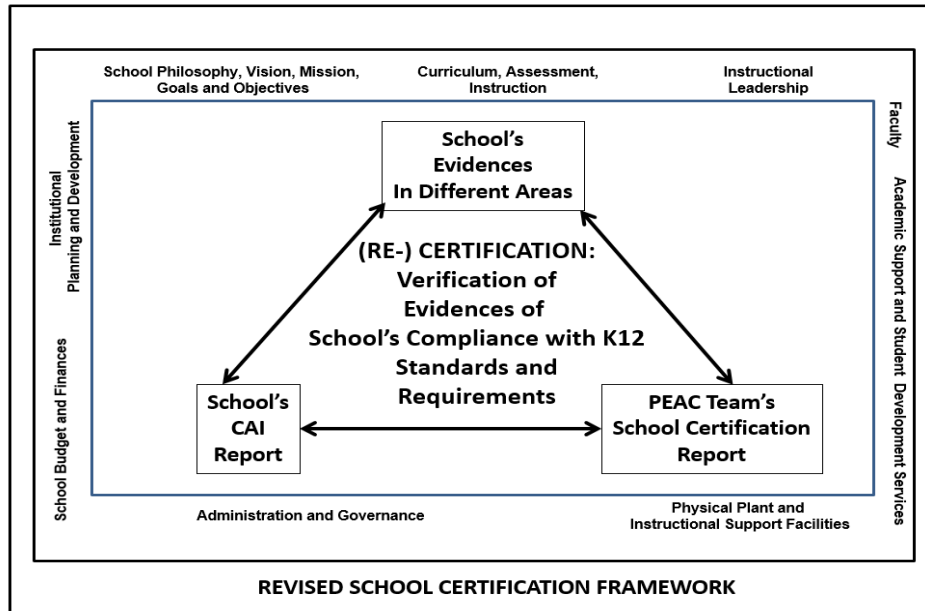 School Philosophy, Vision, Mission,
Goals and Objectives
Curriculum, Assessment,
Instruction
Instructional
Leadership
Faculty
Academic Support and Student Development Services
Institutional
Planning and Development
School Budget and Finances
School's
Evidences
In Different Areas
(RE-) CERTIFICATION:
Verification of
Evidences of
School's Compliance with K12
Standards and
Requirements
School's
CAI
Report
PEAC Team's
School Certification
Report
Administration and Governance
Physical Plant and
Instructional Support Facilities
REVISED SCHOOL CERTIFICATION FRAMEWORK